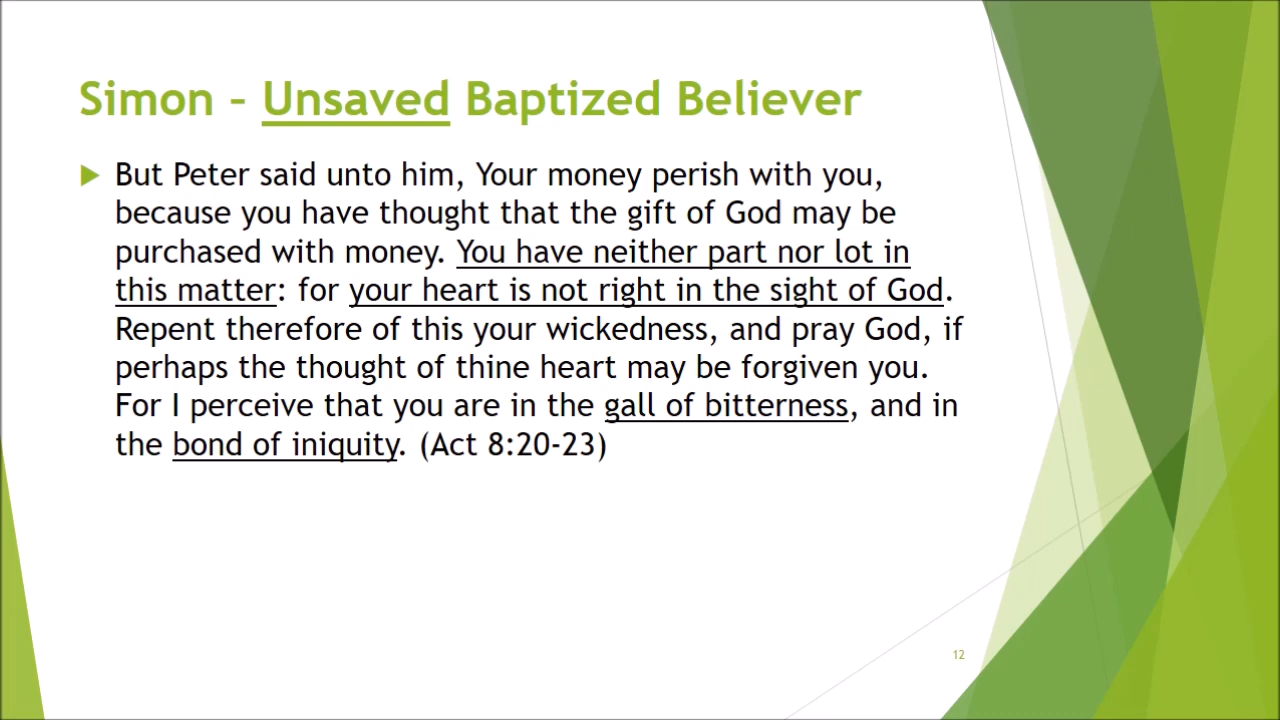 Simon – Unsaved Baptized Believer
But Peter said unto him, Your money perish with you,
because you have thought that the gift of God may be
purchased with money. You have neither part nor lot in
this matter: for your heart is not right in the sight of God.
Repent therefore of this your wickedness, and pray God, if
perhaps the thought of thine heart may be forgiven you.
For I perceive that you are in the gall of bitterness, and in
the bond of iniquity. (Act 8:20-23)
12